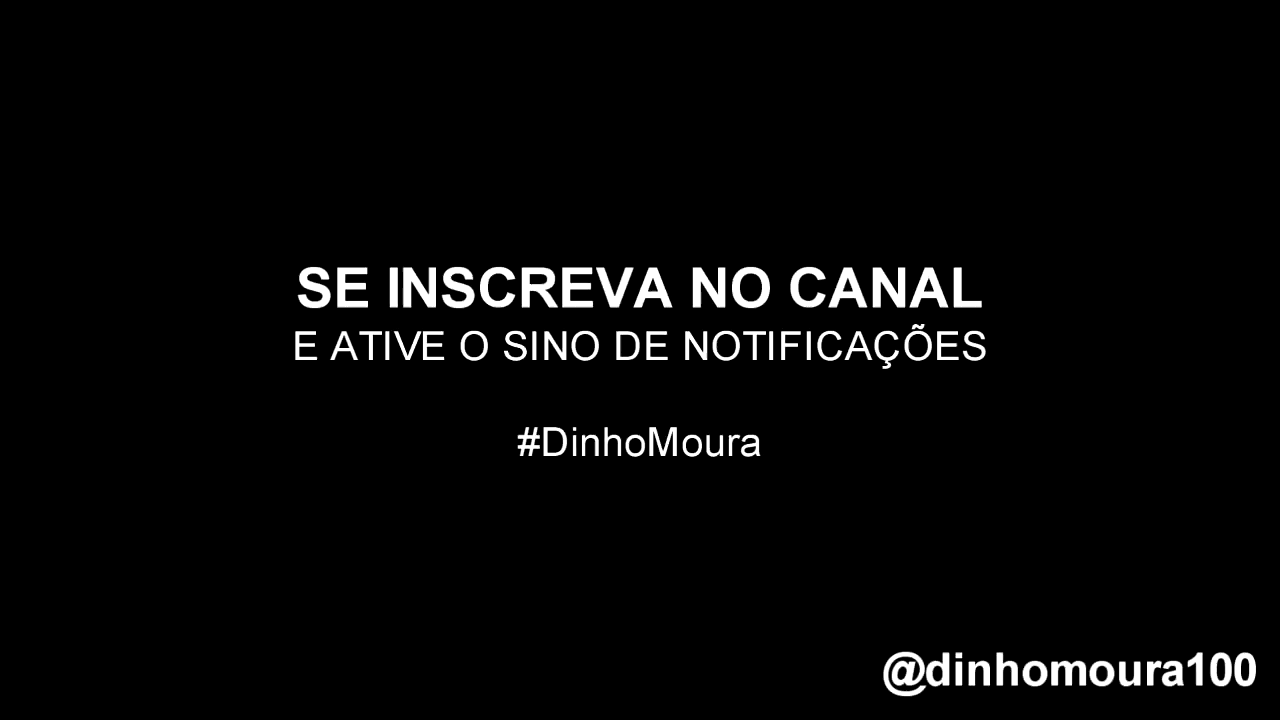 SE INSCREVA NO CANAL
E ATIVE O SINO DE NOTIFICAÇÕES
#DinhoMoura
@dinhomoura100